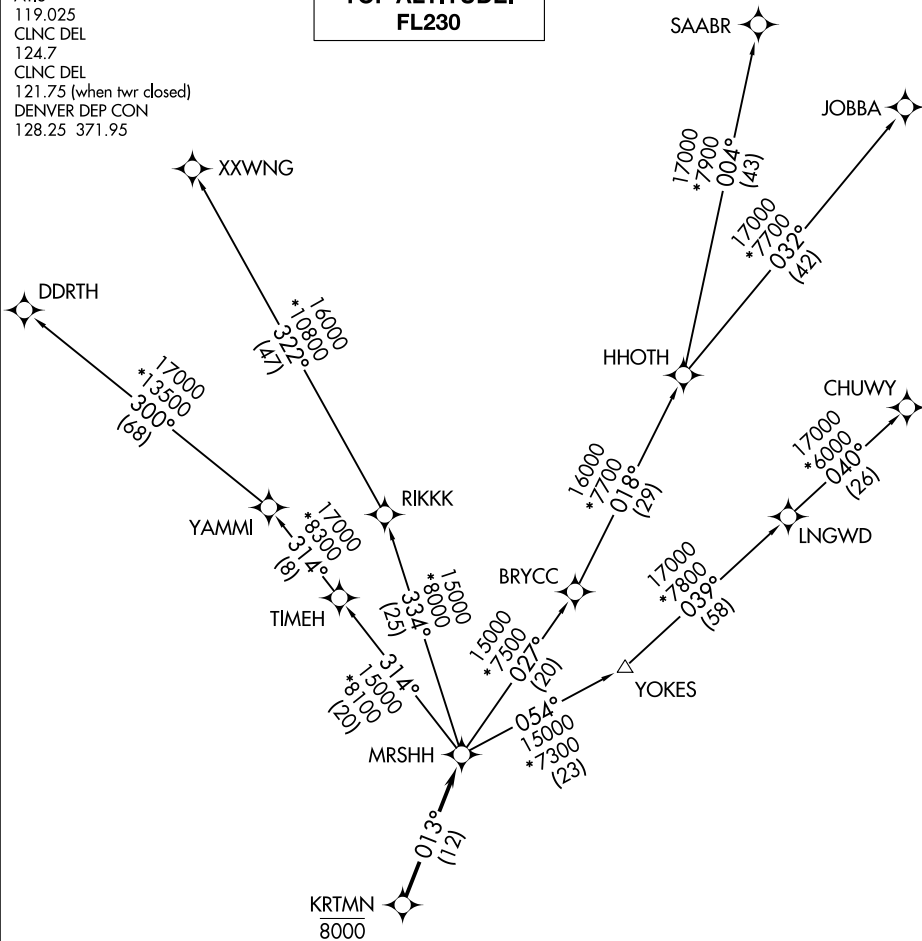 119.025
CLNC DEL
124.7
CLNC DEL
121.75 (when twr closed)
DENVER DEP CON
128.25 371.95
FL230
SAABR
JOBBA
17000
*7900
004°
(43)
XXWNG
17000
*7700
032°
(42)
DDRTH
16000
*10800
322°
(47)
HHOTH
17000
*13500
300°
(68)
CHUWY
17000
*6000
040°
(26)
16000
*7700
018°
(29)
RIKKK
YAMMI
17000
*8300
314°
(8)
LNGWD
BRYCC
17000
*7800
039°
(58)
TIMEH
15000
*8000
334°
(25)
15000
*7500
027°
(20)
YOKES
314°
15000
*8100
(20)
054°
15000
*7300
(23)
MRSHH
013°
(12)
KRTMN
8000